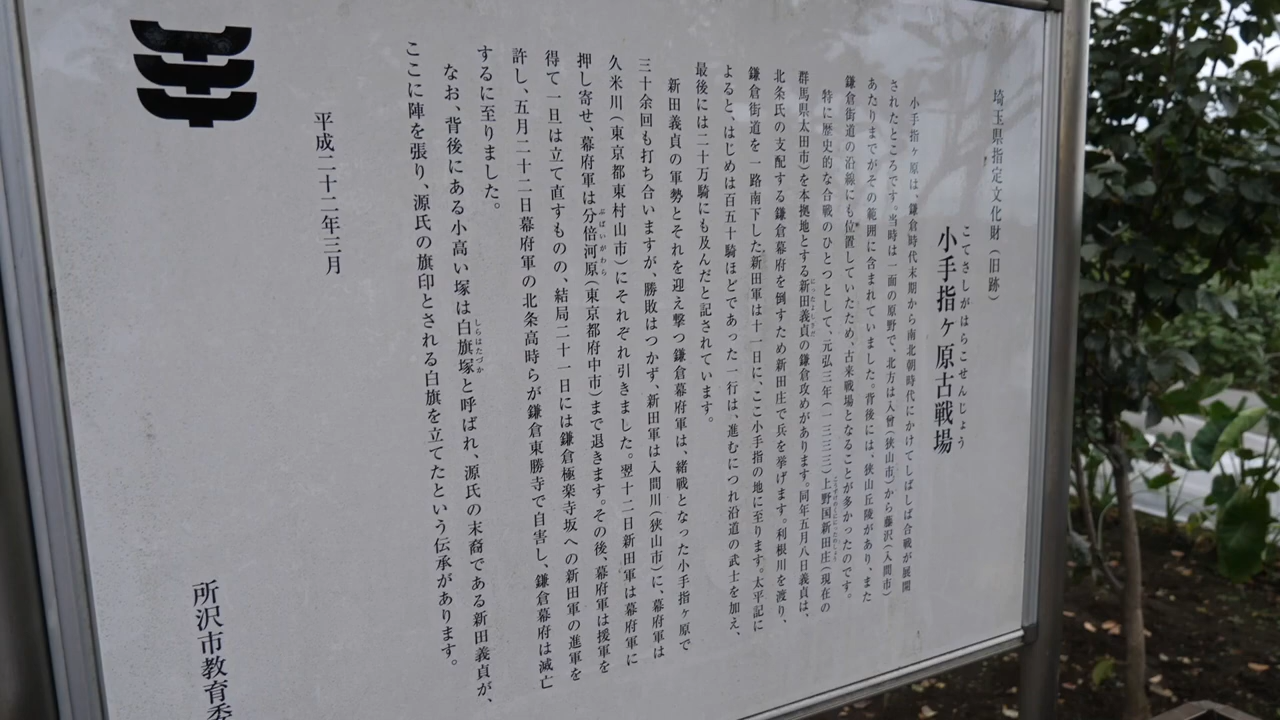 埼玉県指定文化財(旧跡)
こてさしがはらこせんじょう
小手指ヶ原古戦場
小手指ヶ原は、鎌倉時代末期から南北朝時代にかけてしばしば合戦が展開
されたところです。当時は一面の原野で、北方は入曽(狭山市)から藤沢(入間市)
あたりまでがその範囲に含まれていました。背後には、狭山丘陵があり、また
鎌倉街道の沿線にも位置していたため、古来戦場となることが多かったのです。
特に歴史的な合戦のひとつとして、元弘三年(一三三三)上野国新田庄(現在の
群馬県太田市)を本拠地とする新田義貞の鎌倉攻めがあります。同年五月八日義貞は、
北条氏の支配する鎌倉幕府を倒すため新田庄で兵を挙げます。利根川を渡り、
鎌倉街道を一路南下した新田軍は十一日に、ここ小手指の地に至ります。太平記に
よると、はじめは百五十騎ほどであった一行は、進むにつれ沿道の武士を加え、
最後には二十万騎にも及んだと記されています。
新田義貞の軍勢とそれを迎え撃つ鎌倉幕府軍は、緒戦となった小手指ヶ原で
三十余回も打ち合いますが、勝敗はつかず、新田軍は入間川(狭山市)に、幕府軍は
久米川(東京都東村山市)にそれぞれ引きました。翌十二日新田軍は幕府軍に
ぶばいがわら
押し寄せ、幕府軍は分倍河原(東京都府中市)まで退きます。その後、幕府軍は援軍を
得て一旦は立て直すものの、結局二十一日には鎌倉極楽寺坂への新田軍の進軍を
許し、五月二十二日幕府軍の北条高時らが鎌倉東勝寺で自害し、鎌倉幕府は滅亡
するに至りました。
しらはたづか
なお、背後にある小高い塚は白旗塚と呼ばれ、源氏の末裔である新田義貞が、
ここに陣を張り、源氏の旗印とされる白旗を立てたという伝承があります。
平成二十二年三月
所沢市教育委